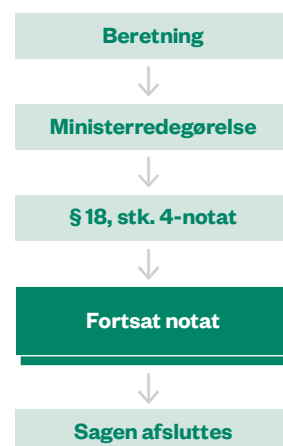 Beretning
Ministerredegørelse
§ 18, stk. 4-notat
Fortsat notat
Sagen afsluttes